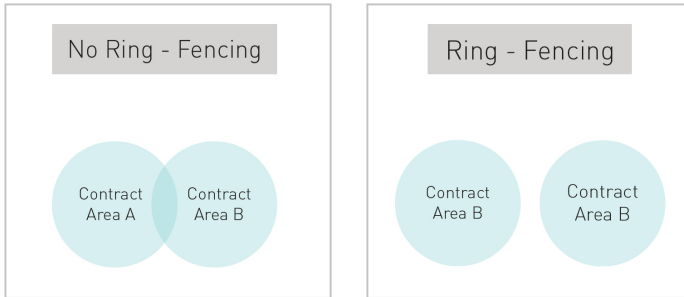 No Ring - Fencing
Contract
Area A
Contract
Area B
Ring - Fencing
Contract
Area B
Contract
Area B